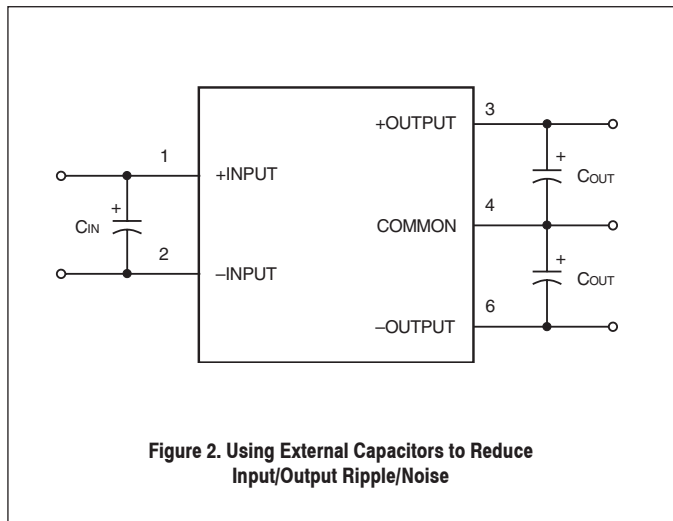 3
+OUTPUT
1
+
COUT
+INPUT
4
+
CIN
COMMON
2
+
COUT
–INPUT
6
–OUTPUT
Figure 2. Using External Capacitors to Reduce
Input/Output Ripple/Noise